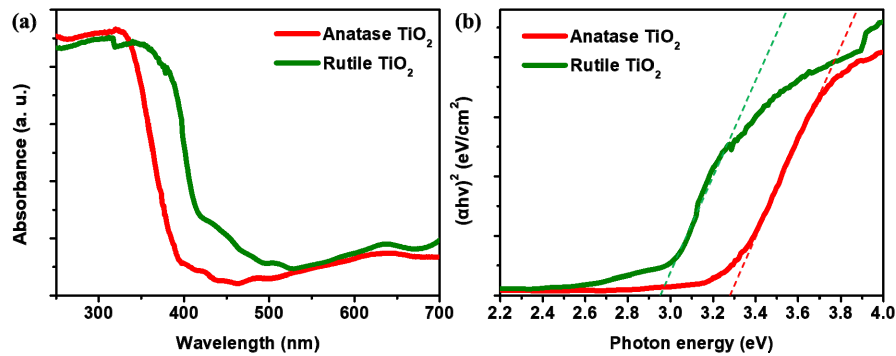 (a)
Anatase TiO₂
Rutile TiO₂
Absorbance (a. u.)
300 400 500 600 700
Wavelength (nm)
(b)
Anatase TiO₂
Rutile TiO₂
(αhν)² (eV/cm²)
2.2 2.4 2.6 2.8 3.0 3.2 3.4 3.6 3.8 4.0
Photon energy (eV)